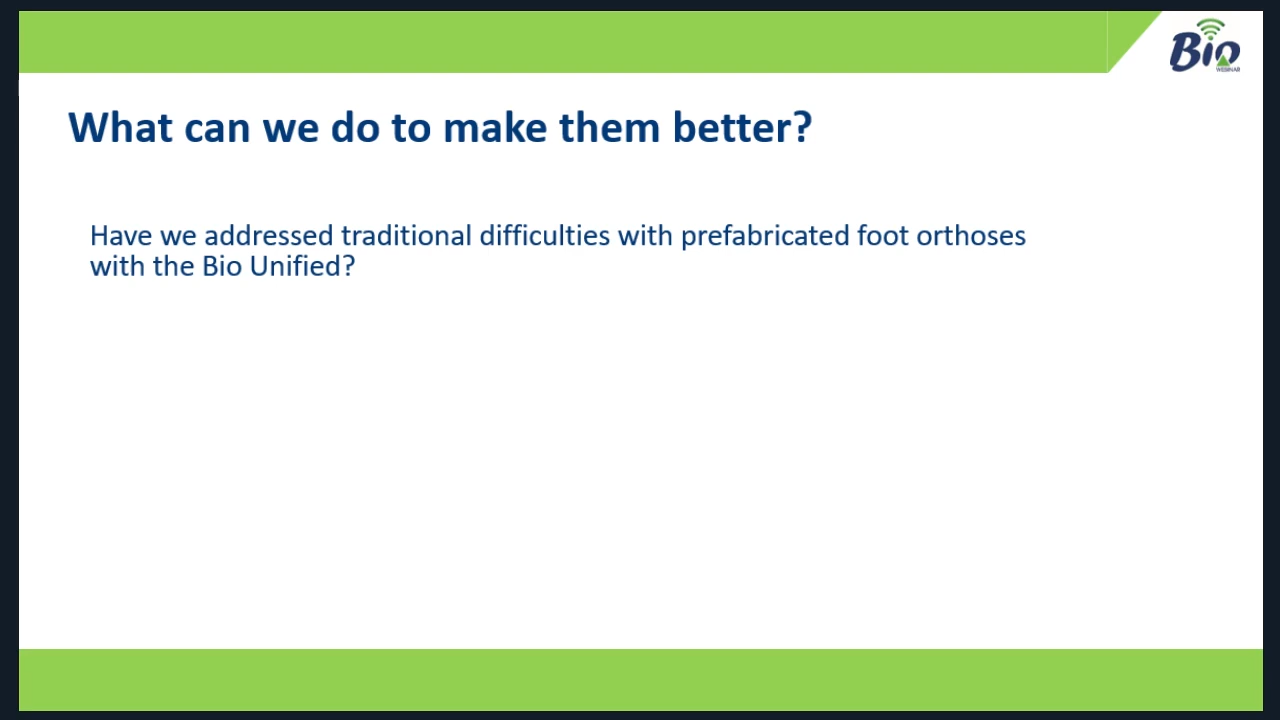 Bio
WEBINAR
What can we do to make them better?
Have we addressed traditional difficulties with prefabricated foot orthoses
with the Bio Unified?